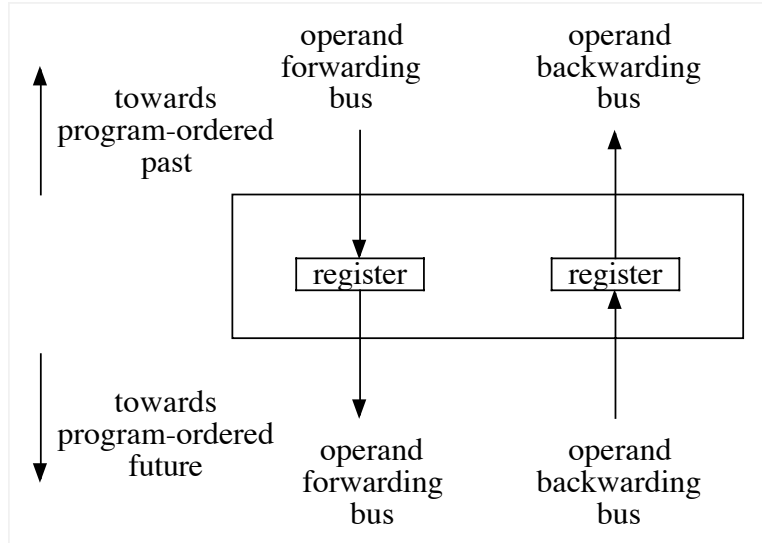 operand
forwarding
bus
operand
backwarding
bus
towards
program-ordered
past
register
register
towards
program-ordered
future
operand
forwarding
bus
operand
backwarding
bus